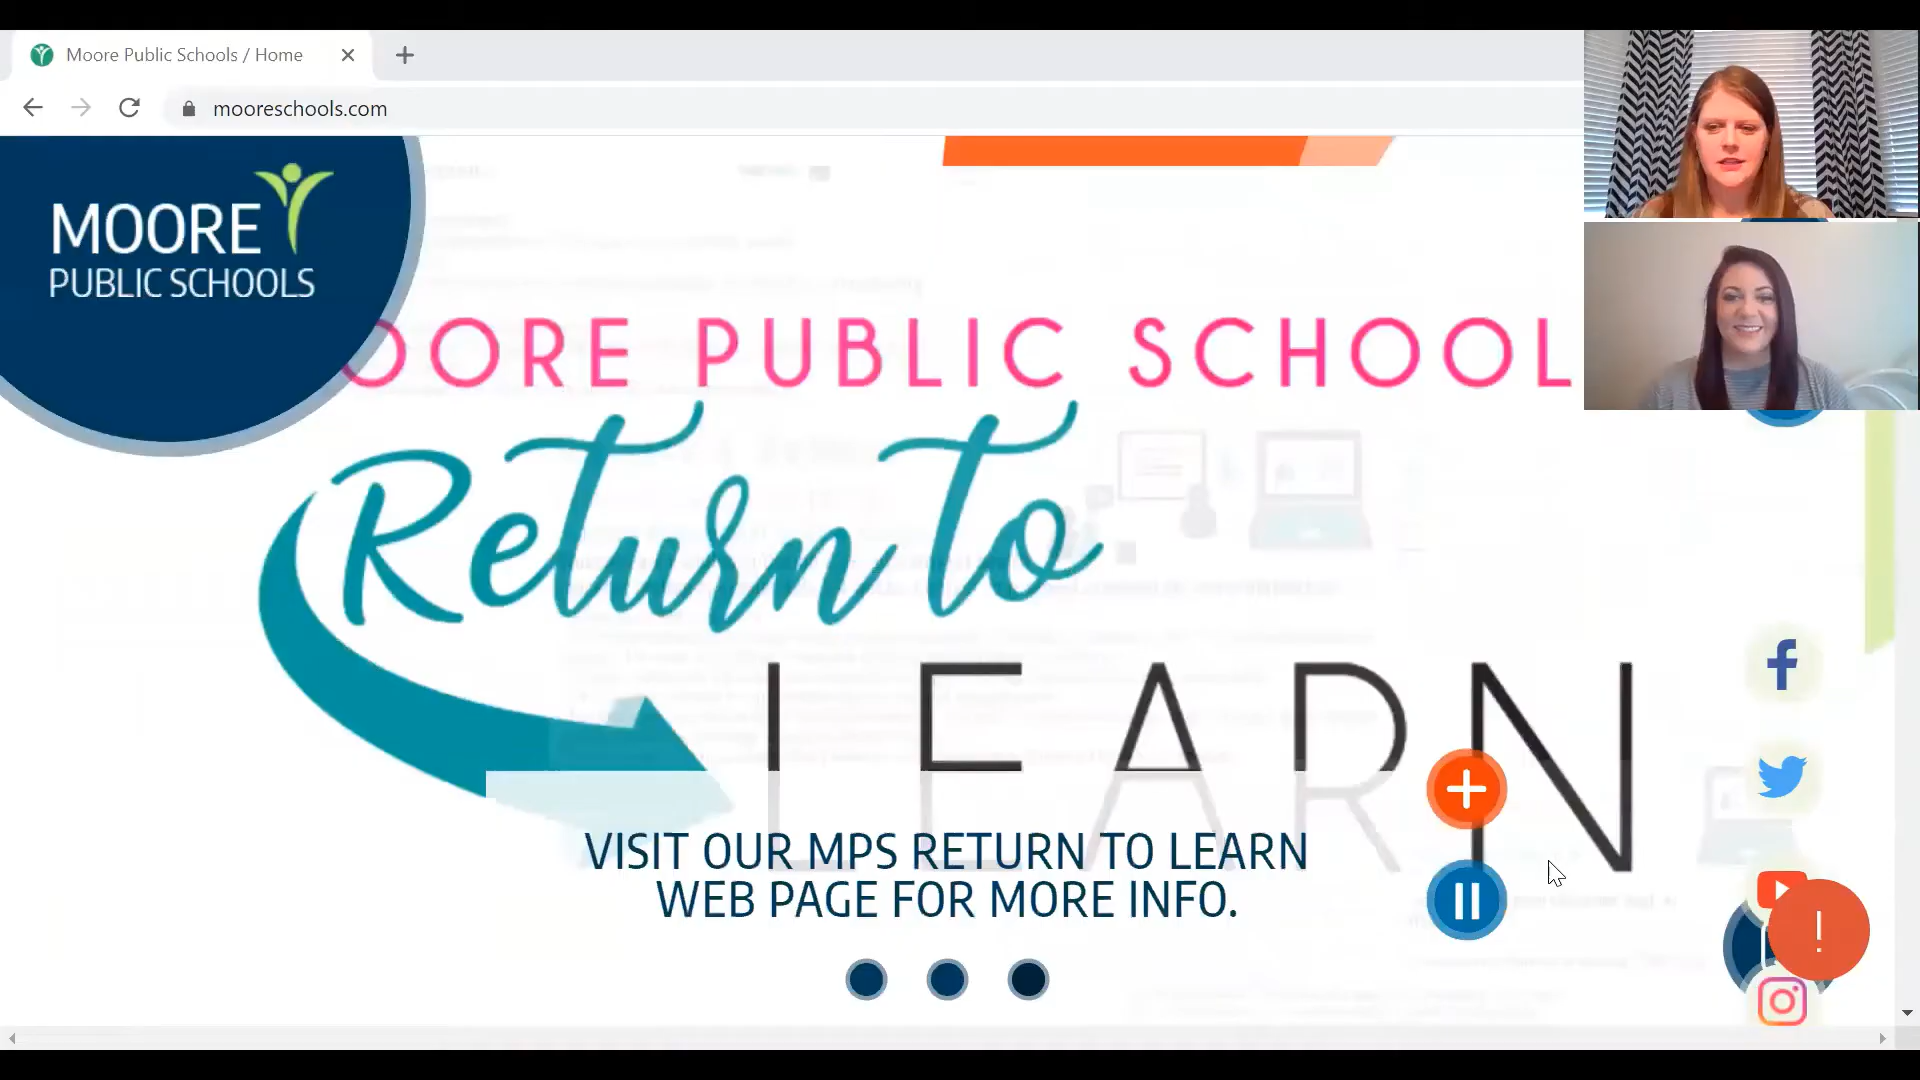 Moore Public Schools / Home
mooreschools.com
MOORE
PUBLIC SCHOOLS
OORE PUBLIC SCHOOL
Return to
LEARN
VISIT OUR MPS RETURN TO LEARN
WEB PAGE FOR MORE INFO.